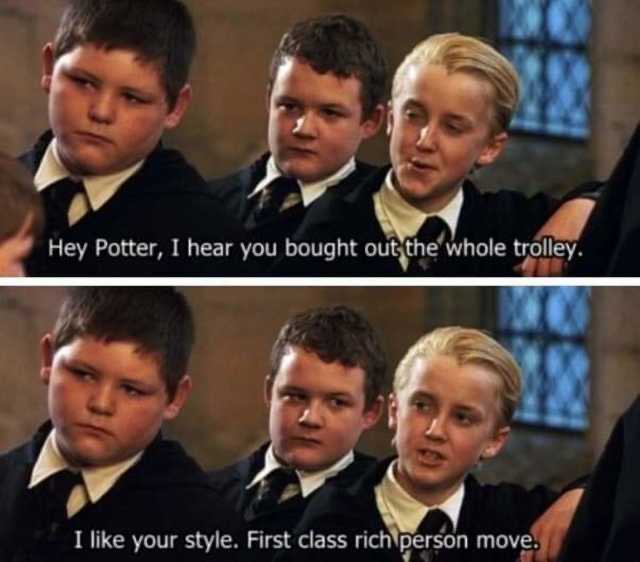 Hey Potter, I hear you bought out the whole trolley.
I like your style. First class rich person move.